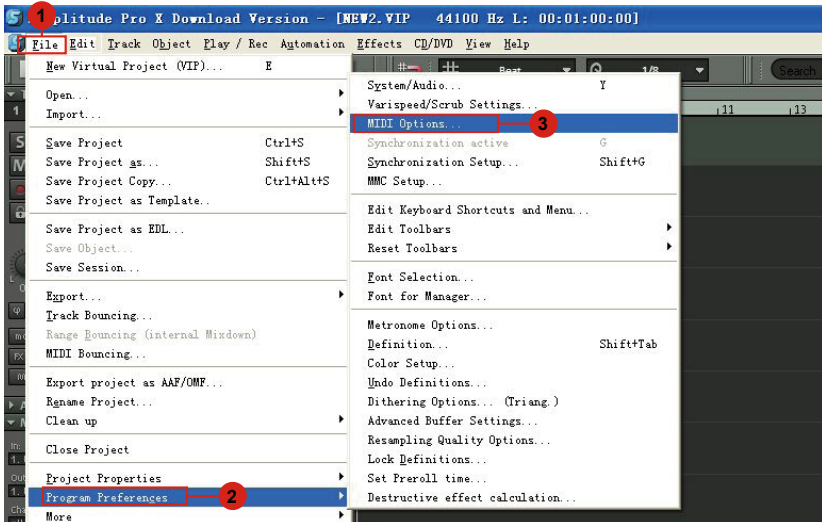 1
plitude Pro X Download Version - [NEW2.VIP 44100 Hz L: 00:01:00:00]
File Edit Track Object Play / Rec Automation Effects CD/DVD View Help
New Virtual Project (VIP)... E
Open...
Import...
Save Project Ctrl+S
Save Project as... Shift+S
Save Project Copy... Ctrl+Alt+S
Save Project as Template..
Save Project as EDL...
Save Object...
Save Session...
Export...
Track Bouncing...
Range Bouncing (internal Mixdown)
MIDI Bouncing...
Export project as AAF/OMF...
Rename Project...
Clean up
Close Project
Project Properties
Program Preferences 2
More
Beat 1/8 Search
System/Audio... Y
Varispeed/Scrub Settings...
MIDI Options... 3
Synchronization active G
Synchronization Setup... Shift+G
MMC Setup...
Edit Keyboard Shortcuts and Menu...
Edit Toolbars
Reset Toolbars
Font Selection...
Font for Manager...
Metronome Options...
Definition... Shift+Tab
Color Setup...
Undo Definitions...
Dithering Options... (Triang.)
Advanced Buffer Settings...
Resampling Quality Options...
Lock Definitions...
Set Preroll time...
Destructive effect calculation...
11 13
1
S
M
In:
Out
Cha